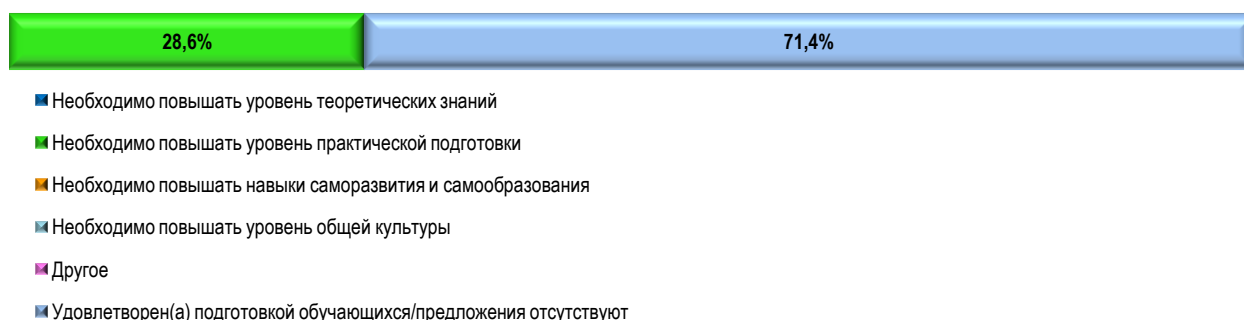 28,6% 71,4%
Необходимо повышать уровень теоретических знаний
Необходимо повышать уровень практической подготовки
Необходимо повышать навыки саморазвития и самообразования
Необходимо повышать уровень общей культуры
Другое
Удовлетворен(а) подготовкой обучающихся/предложения отсутствуют